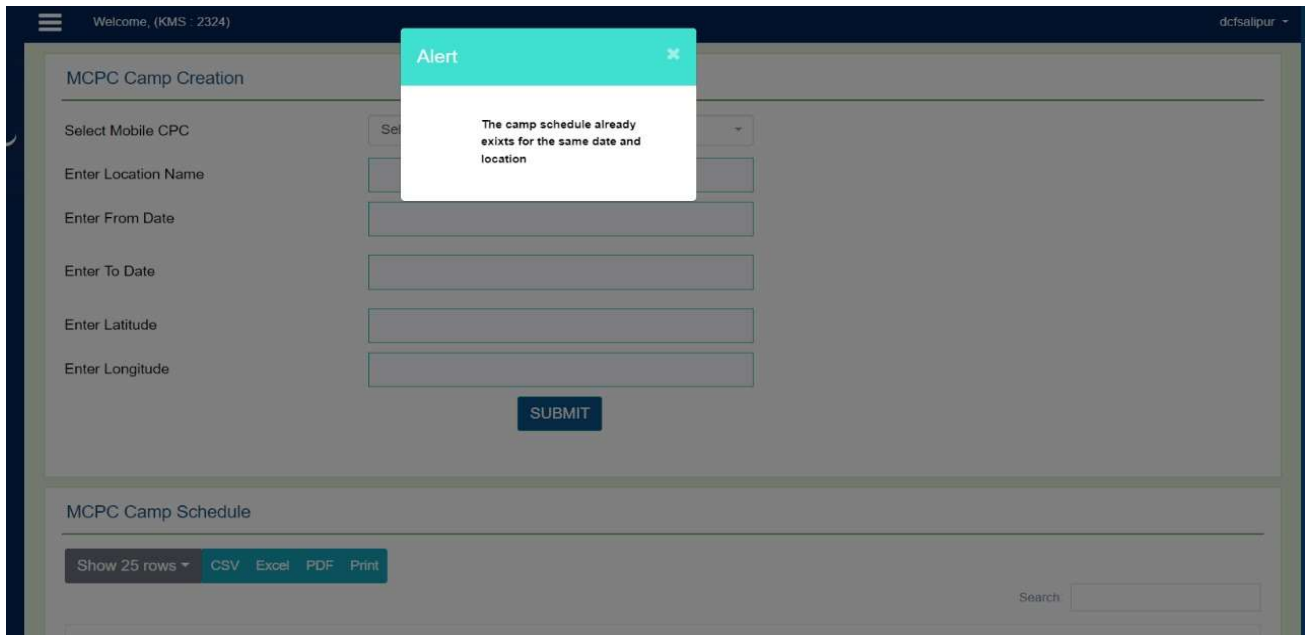 Welcome, (KMS : 2324)
dcfsalipur
Alert
MCPC Camp Creation
The camp schedule already
exixts for the same date and
location
Select Mobile CPC
Sel
Enter Location Name
Enter From Date
Enter To Date
Enter Latitude
Enter Longitude
SUBMIT
MCPC Camp Schedule
Show 25 rows CSV Excel PDF Print
Search